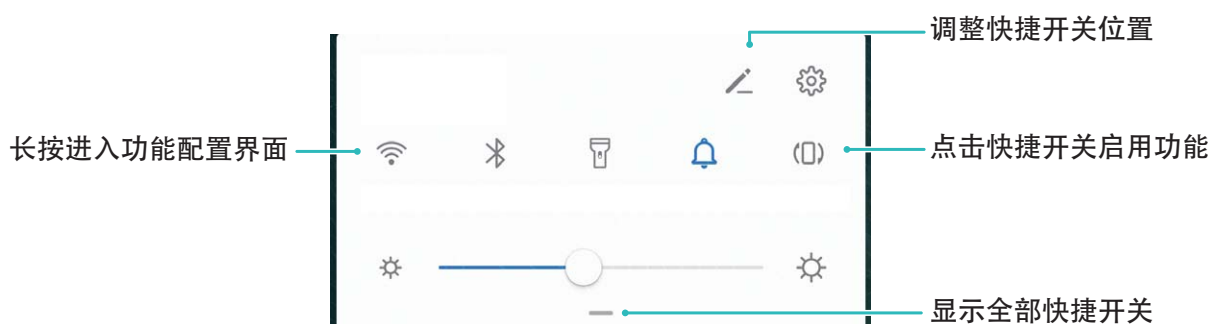 调整快捷开关位置
长按进入功能配置界面
点击快捷开关启用功能
显示全部快捷开关